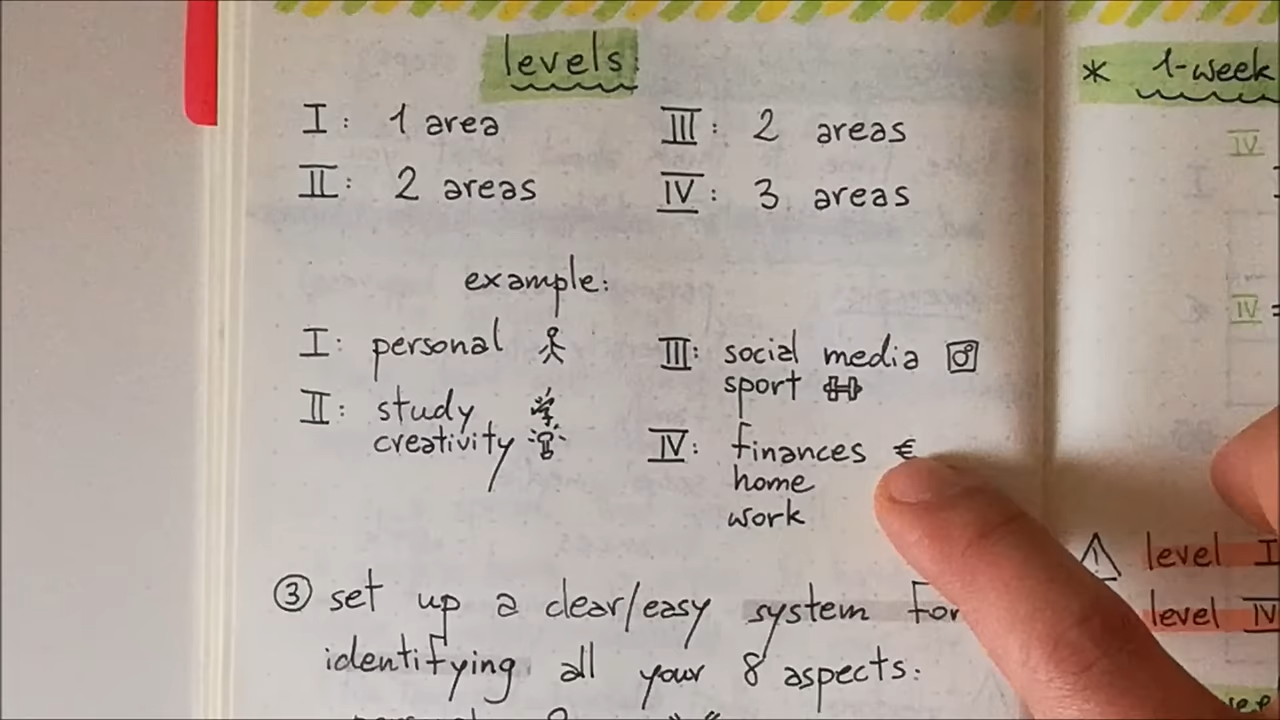 levels
I: 1 area
II: 2 areas
III: 2 areas
IV: 3 areas
example:
I: personal
II: study
creativity
III: social media
sport
IV: finances €
home
work
③ set up a clear/easy system for
identifying all your 8 aspects:
* 1-week
IV
IV =
⚠ level I
level IV